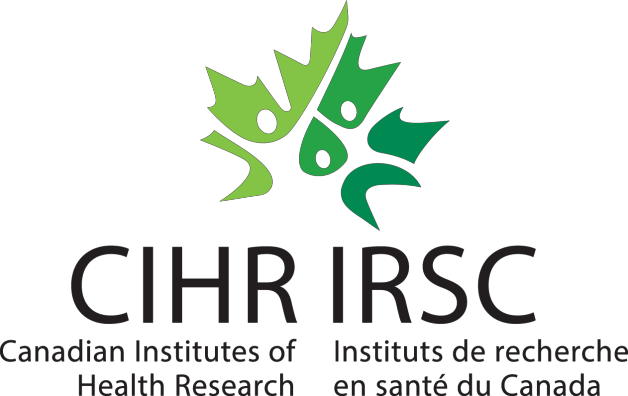 CIHR IRSC
Canadian Institutes of
Health Research
Instituts de recherche
en santé du Canada